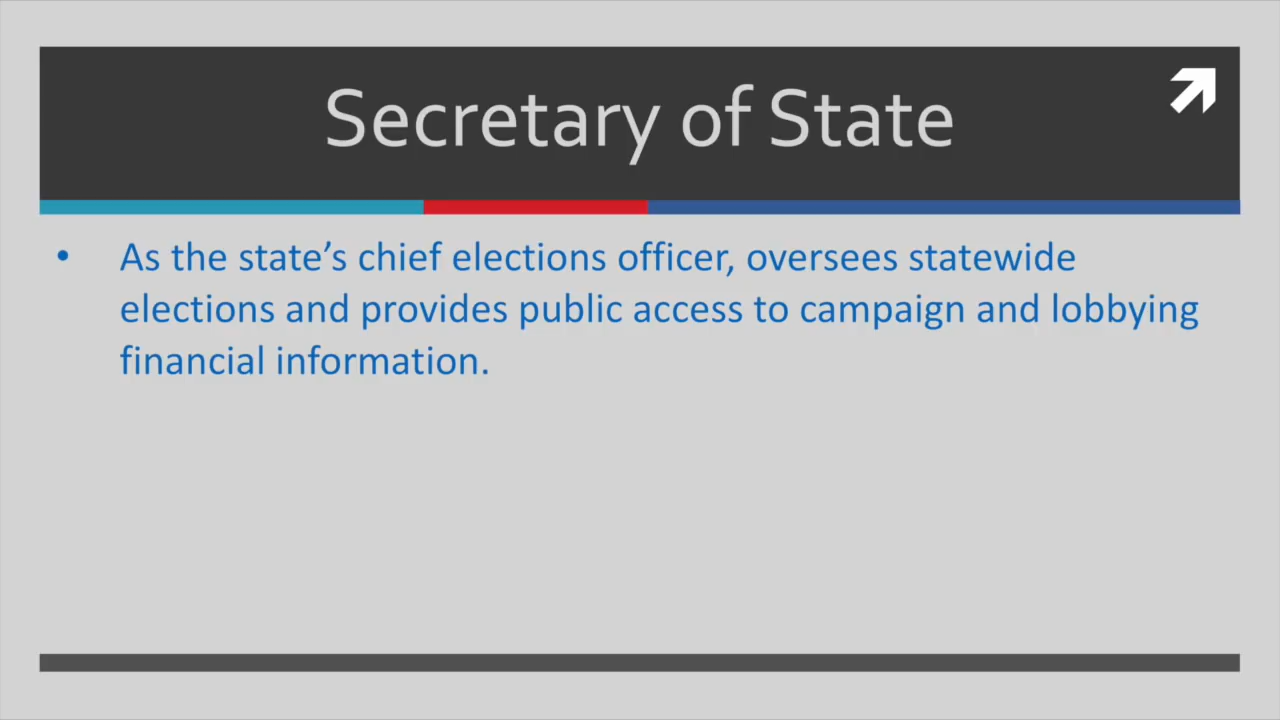 Secretary of State
• As the state’s chief elections officer, oversees statewide
elections and provides public access to campaign and lobbying
financial information.